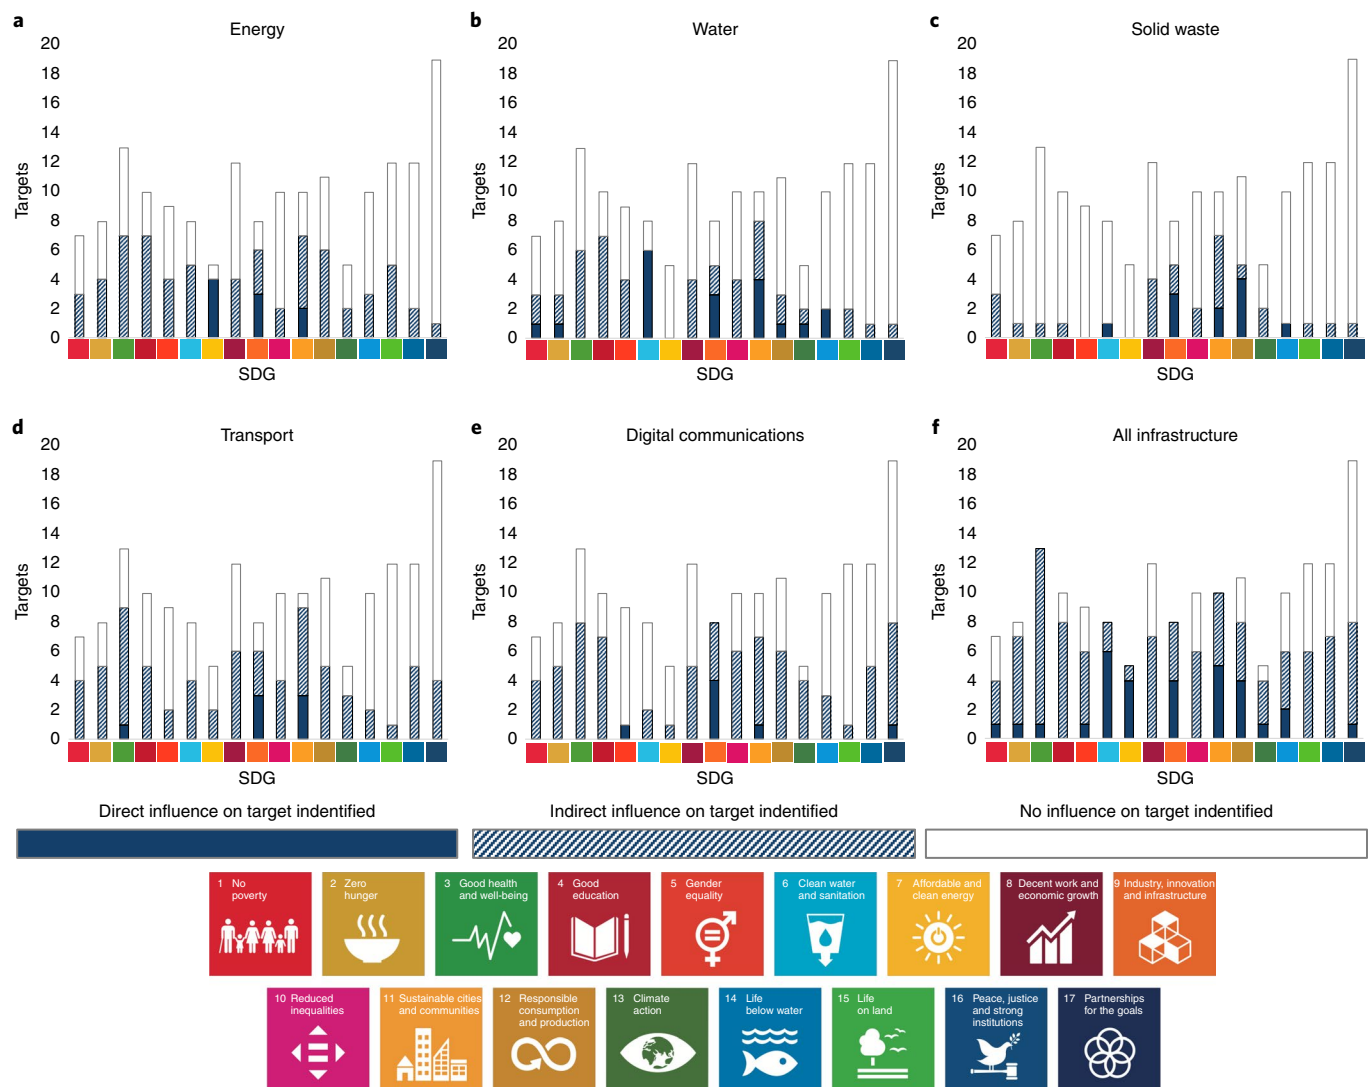 a
Energy
20
18
16
14
12
10
8
6
4
2
0
Targets
SDG
b
Water
20
18
16
14
12
10
8
6
4
2
0
Targets
SDG
c
Solid waste
20
18
16
14
12
10
8
6
4
2
0
Targets
SDG
d
Transport
20
18
16
14
12
10
8
6
4
2
0
Targets
SDG
e
Digital communications
20
18
16
14
12
10
8
6
4
2
0
Targets
SDG
f
All infrastructure
20
18
16
14
12
10
8
6
4
2
0
Targets
SDG
Direct influence on target indentified
Indirect influence on target indentified
No influence on target indentified
1 No
poverty
2 Zero
hunger
3 Good health
and well-being
4 Good
education
5 Gender
equality
6 Clean water
and sanitation
7 Affordable and
clean energy
8 Decent work and
economic growth
9 Industry, innovation
and infrastructure
10 Reduced
inequalities
11 Sustainable cities
and communities
12 Responsible
consumption
and production
13 Climate
action
14 Life
below water
15 Life
on land
16 Peace, justice
and strong
institutions
17 Partnerships
for the goals